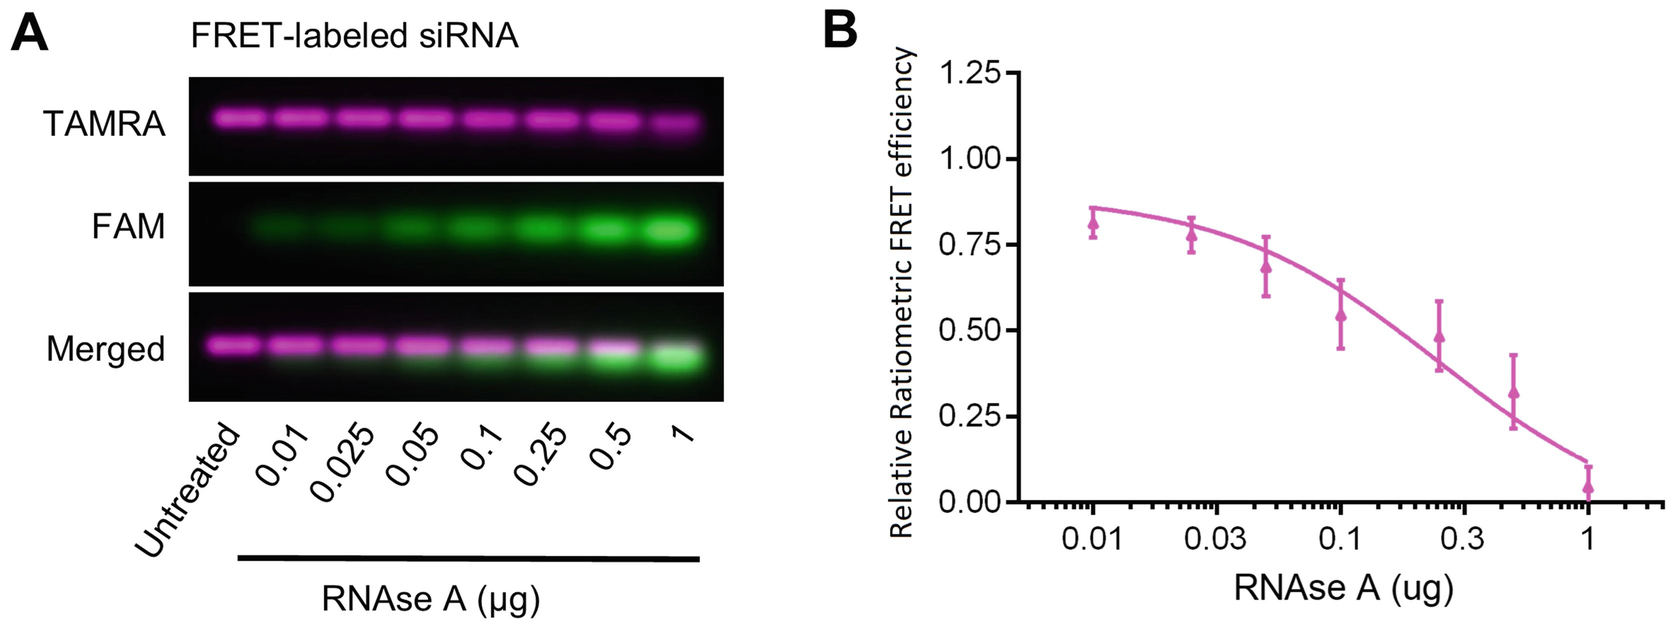 A
FRET-labeled siRNA
TAMRA
FAM
Merged
Untreated
0.01
0.025
0.05
0.1
0.25
0.5
1
RNAse A (µg)
B
Relative Ratiometric FRET efficiency
1.25
1.00
0.75
0.50
0.25
0.00
0.01
0.03
0.1
0.3
1
RNAse A (ug)